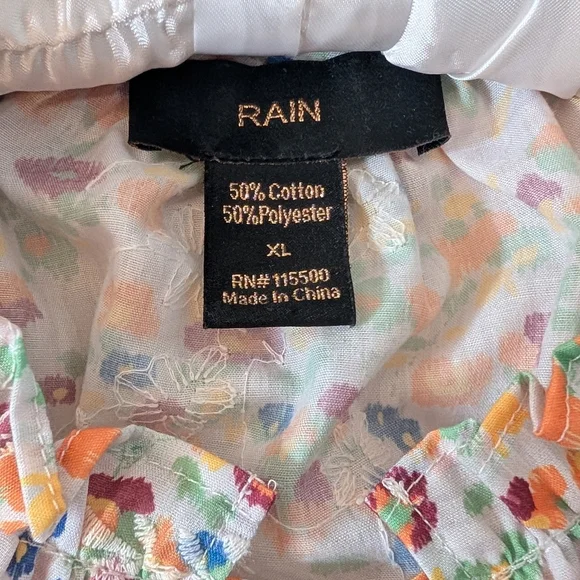 RAIN
50% Cotton
50%Polyester
XL
RN# 115500
Made In China